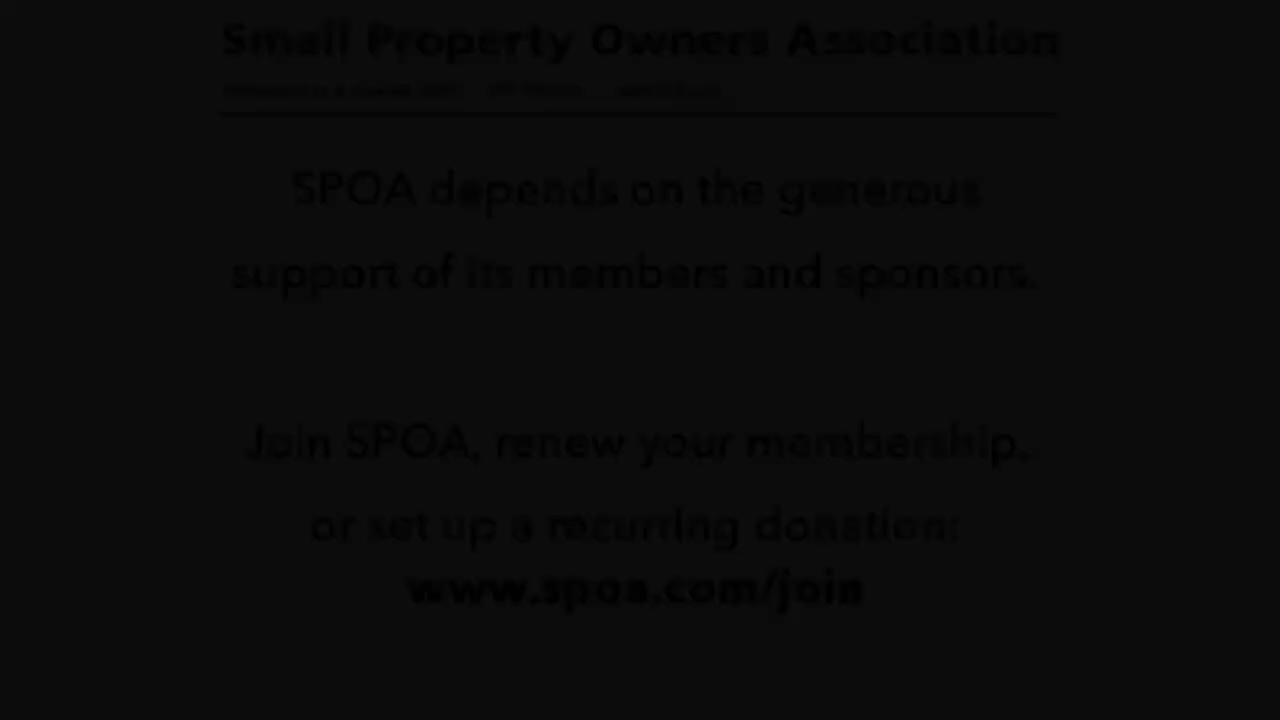 Small Property Owners Association
SPOA depends on the generous
support of its members and sponsors.
Join SPOA, renew your membership,
or set up a recurring donation:
www.spoa.com/join